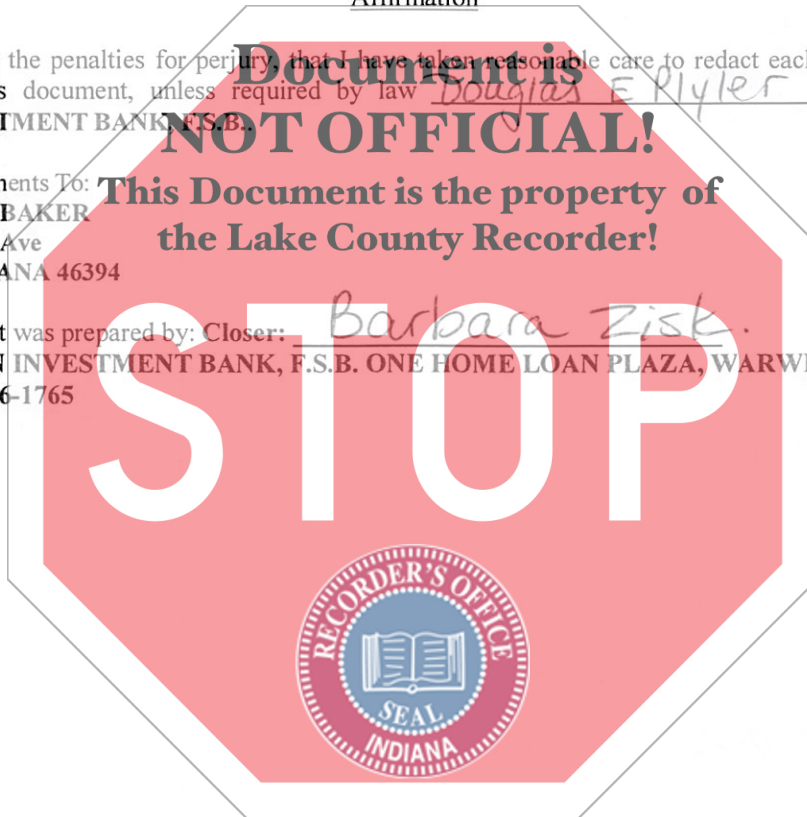 Affirmation
the penalties for perjury, that I have taken reasonable care to redact each
s document, unless required by law Douglas E Plyler
TMENT BANK, F.S.B..
Document is
NOT OFFICIAL!
This Document is the property of
the Lake County Recorder!
nents To:
BAKER
Ave
ANA 46394
t was prepared by: Closer: Barbara Zisk.
N INVESTMENT BANK, F.S.B. ONE HOME LOAN PLAZA, WARWI
6-1765
STOP
RECORDER'S OFFICE
SEAL
INDIANA